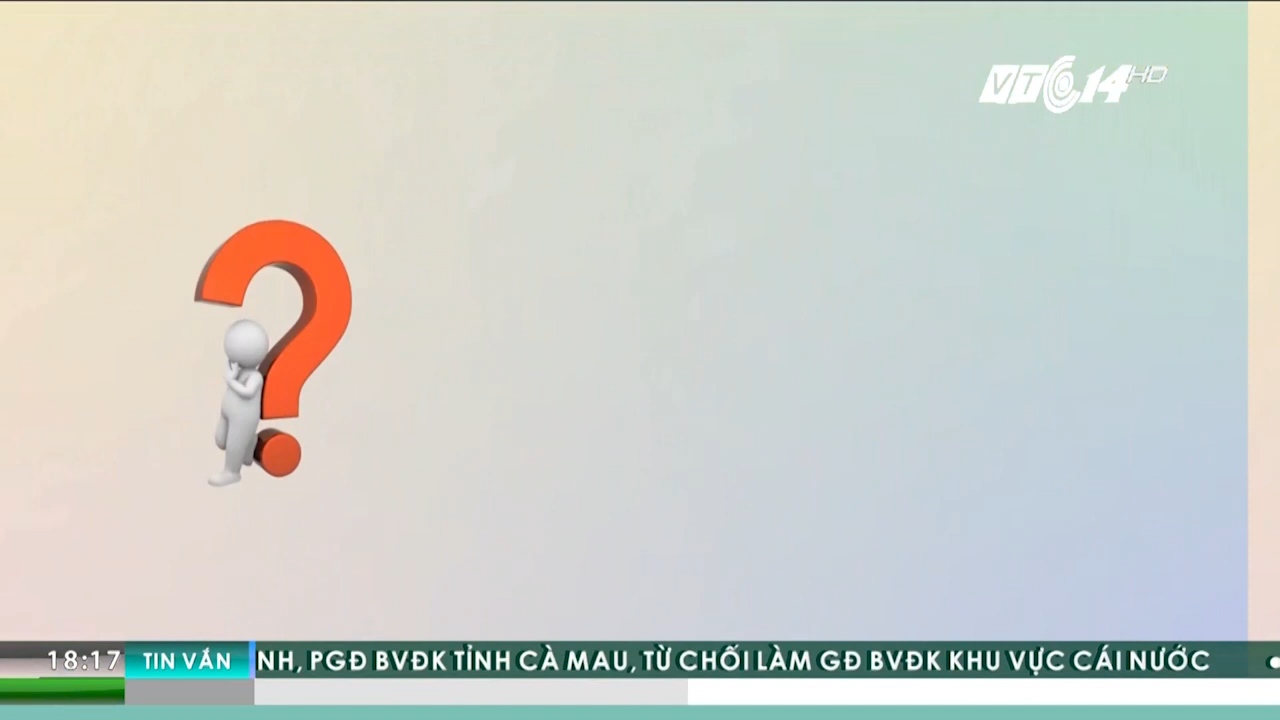 VTC14 HD
18:17 TIN VẮN NH, PGĐ BVĐK TỈNH CÀ MAU, TỪ CHỐI LÀM GĐ BVĐK KHU VỰC CÁI NƯỚC